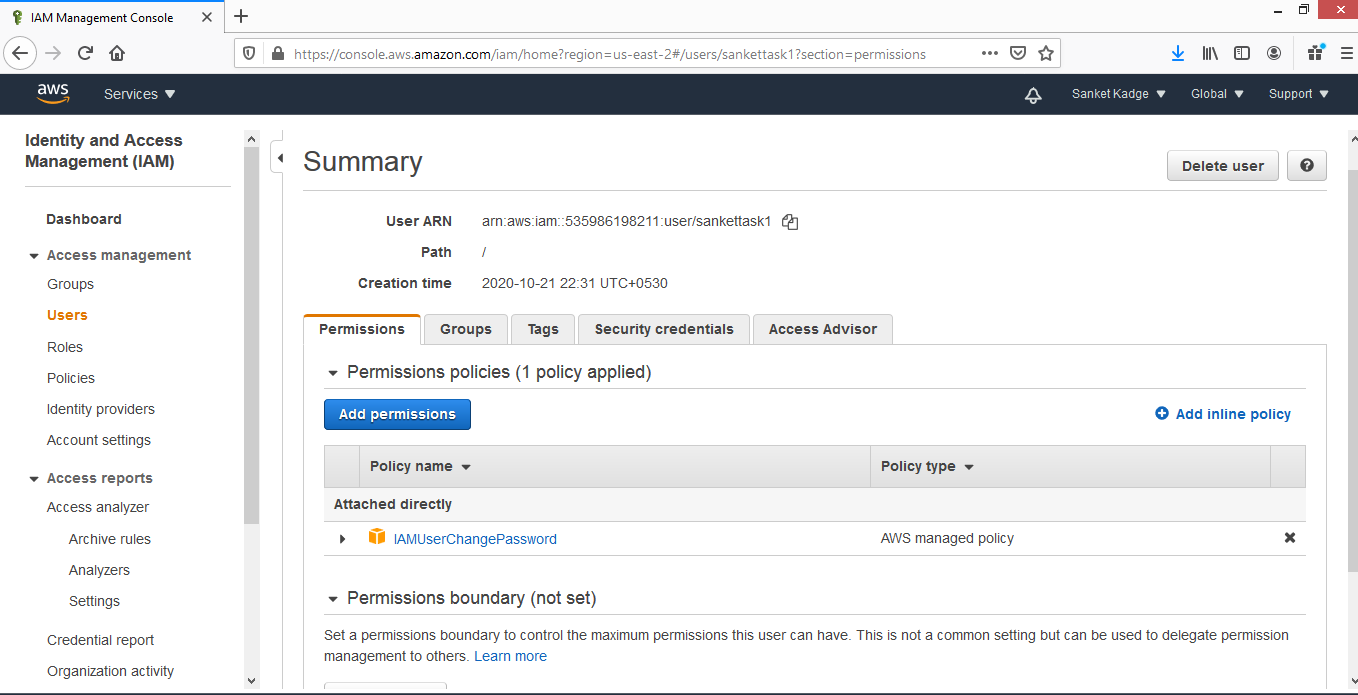 IAM Management Console
https://console.aws.amazon.com/iam/home?region=us-east-2#/users/sankettask1?section=permissions
aws
Services
Sanket Kadge
Global
Support
Identity and Access
Management (IAM)
Dashboard
Access management
Groups
Users
Roles
Policies
Identity providers
Account settings
Access reports
Access analyzer
Archive rules
Analyzers
Settings
Credential report
Organization activity
Summary
Delete user
User ARN arn:aws:iam::535986198211:user/sankettask1
Path /
Creation time 2020-10-21 22:31 UTC+0530
Permissions Groups Tags Security credentials Access Advisor
Permissions policies (1 policy applied)
Add permissions
Add inline policy
Policy name Policy type
Attached directly
IAMUserChangePassword AWS managed policy
Permissions boundary (not set)
Set a permissions boundary to control the maximum permissions this user can have. This is not a common setting but can be used to delegate permission
management to others. Learn more